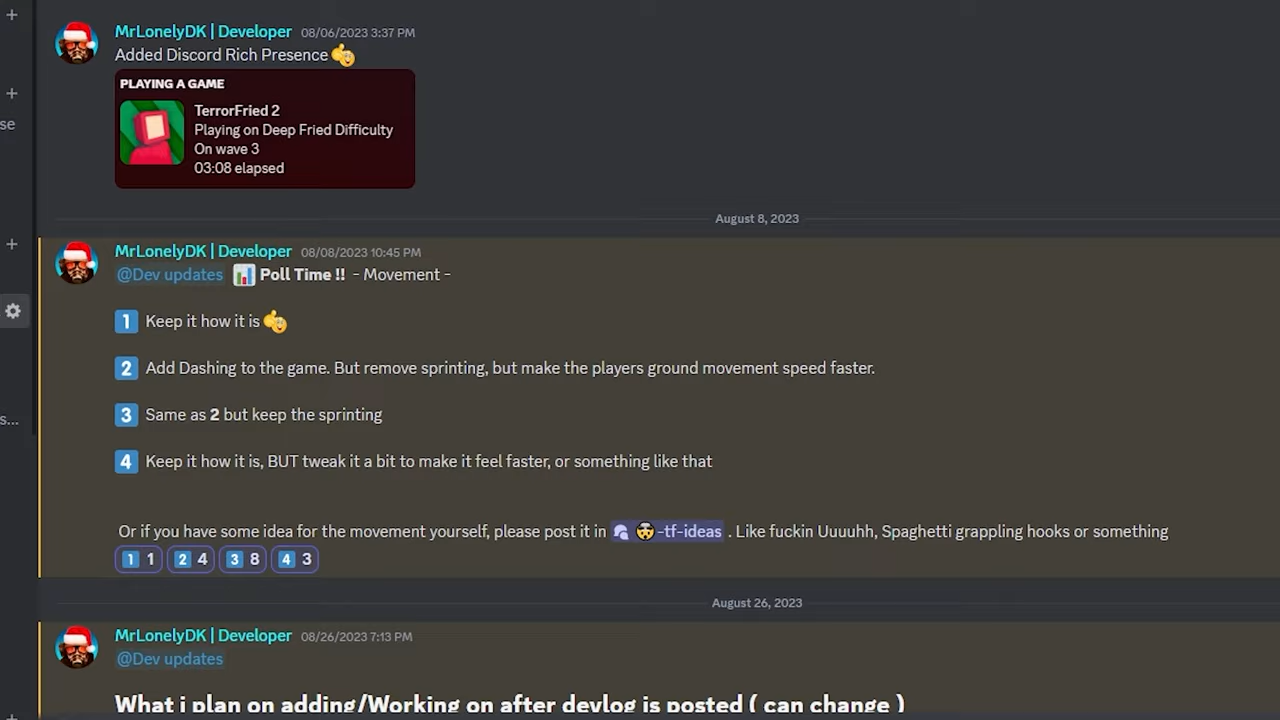 MrLonelyDK | Developer 08/06/2023 3:37 PM
Added Discord Rich Presence
PLAYING A GAME
TerrorFried 2
Playing on Deep Fried Difficulty
On wave 3
03:08 elapsed
se
August 8, 2023
MrLonelyDK | Developer 08/08/2023 10:45 PM
@Dev updates Poll Time !! - Movement -
1 Keep it how it is
2 Add Dashing to the game. But remove sprinting, but make the players ground movement speed faster.
3 Same as 2 but keep the sprinting
s...
4 Keep it how it is, BUT tweak it a bit to make it feel faster, or something like that
Or if you have some idea for the movement yourself, please post it in -tf-ideas . Like fuckin Uuuuhh, Spaghetti grappling hooks or something
1 1 2 4 3 8 4 3
August 26, 2023
MrLonelyDK | Developer 08/26/2023 7:13 PM
@Dev updates
What i plan on adding/Working on after devlog is posted ( can change )